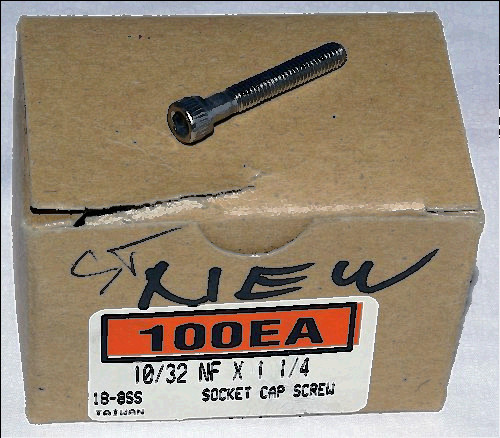 ST
NEW
100EA
10/32 NF X 1 1/4
18-8SS SOCKET CAP SCREW
TAIWAN